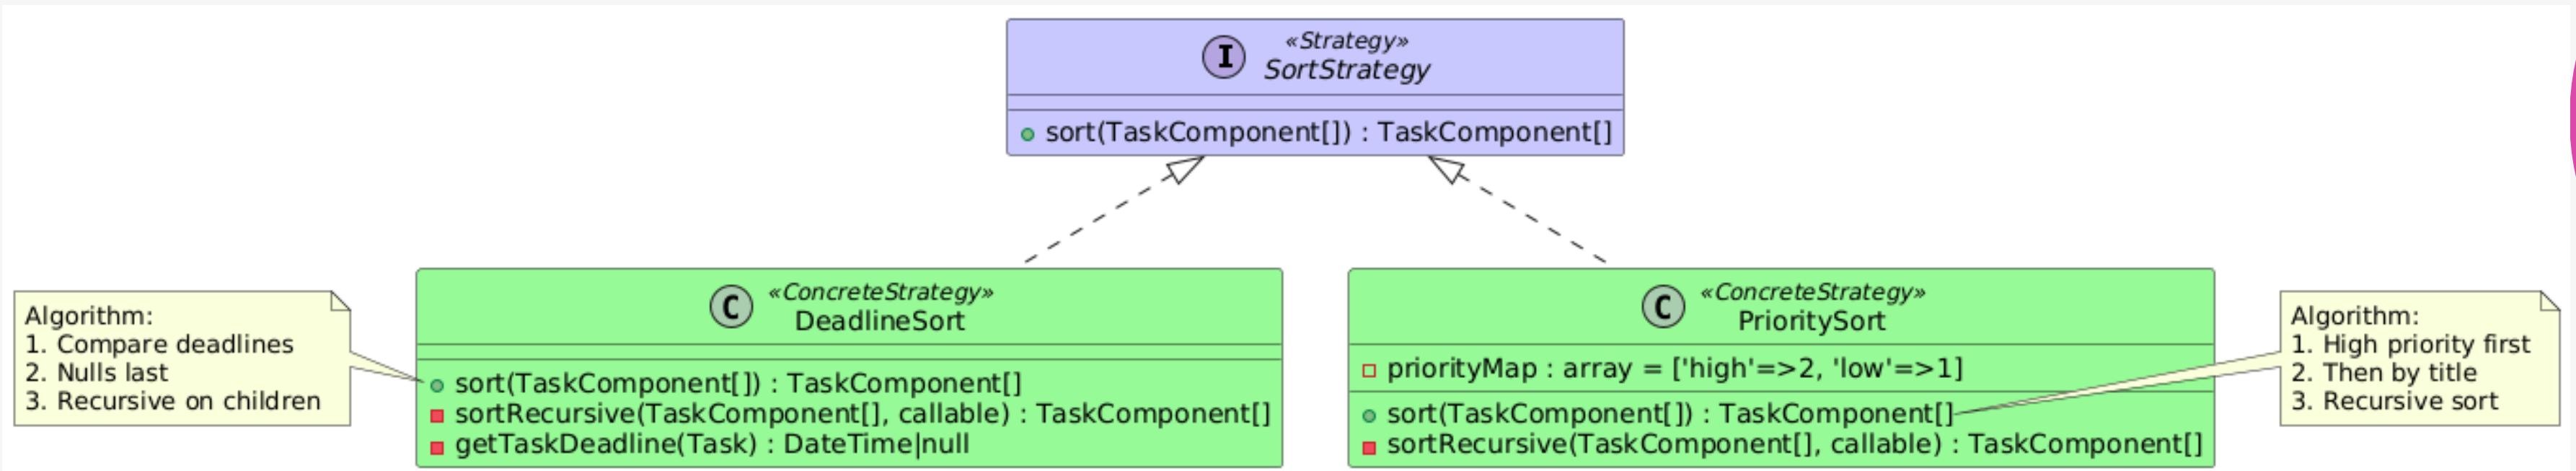 I
«Strategy»
SortStrategy
sort(TaskComponent[]) : TaskComponent[]
Algorithm:
1. Compare deadlines
2. Nulls last
3. Recursive on children
C
«ConcreteStrategy»
DeadlineSort
sort(TaskComponent[]) : TaskComponent[]
sortRecursive(TaskComponent[], callable) : TaskComponent[]
getTaskDeadline(Task) : DateTime|null
C
«ConcreteStrategy»
PrioritySort
priorityMap : array = ['high'=>2, 'low'=>1]
sort(TaskComponent[]) : TaskComponent[]
sortRecursive(TaskComponent[], callable) : TaskComponent[]
Algorithm:
1. High priority first
2. Then by title
3. Recursive sort